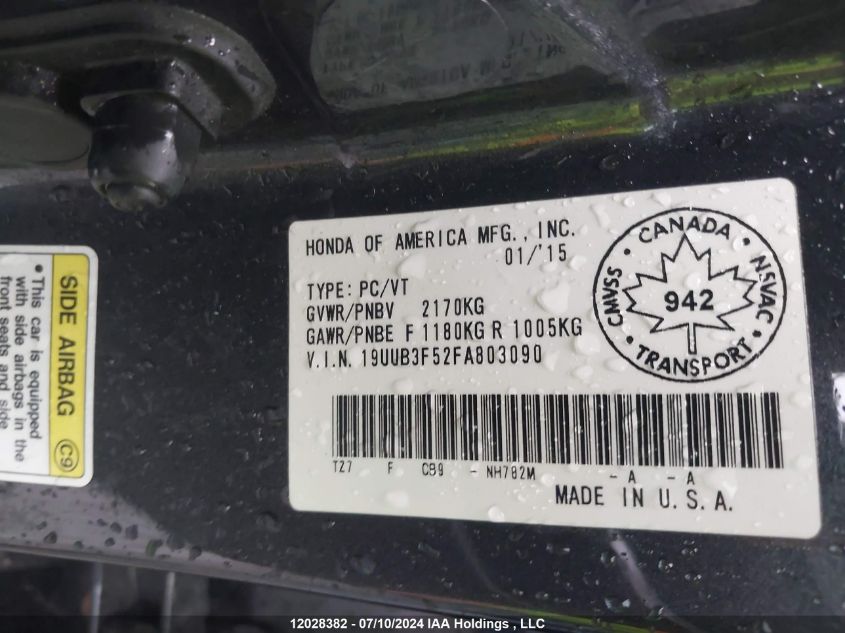 HONDA OF AMERICA MFG., INC.
01/'15
TYPE: PC/VT
GVWR/PNBV 2170KG
GAWR/PNBE F 1180KG R 1005KG
V.I.N. 19UUB3F52FA803090
CANADA
NSVAC
TRANSPORT
CMVSS
942
TZ7 F CB9 - NH782M - A - A
MADE IN U.S.A.
SIDE AIRBAG C9
• This car is equipped
with side airbags in the
front seats and side
12028382 - 07/10/2024 IAA Holdings , LLC